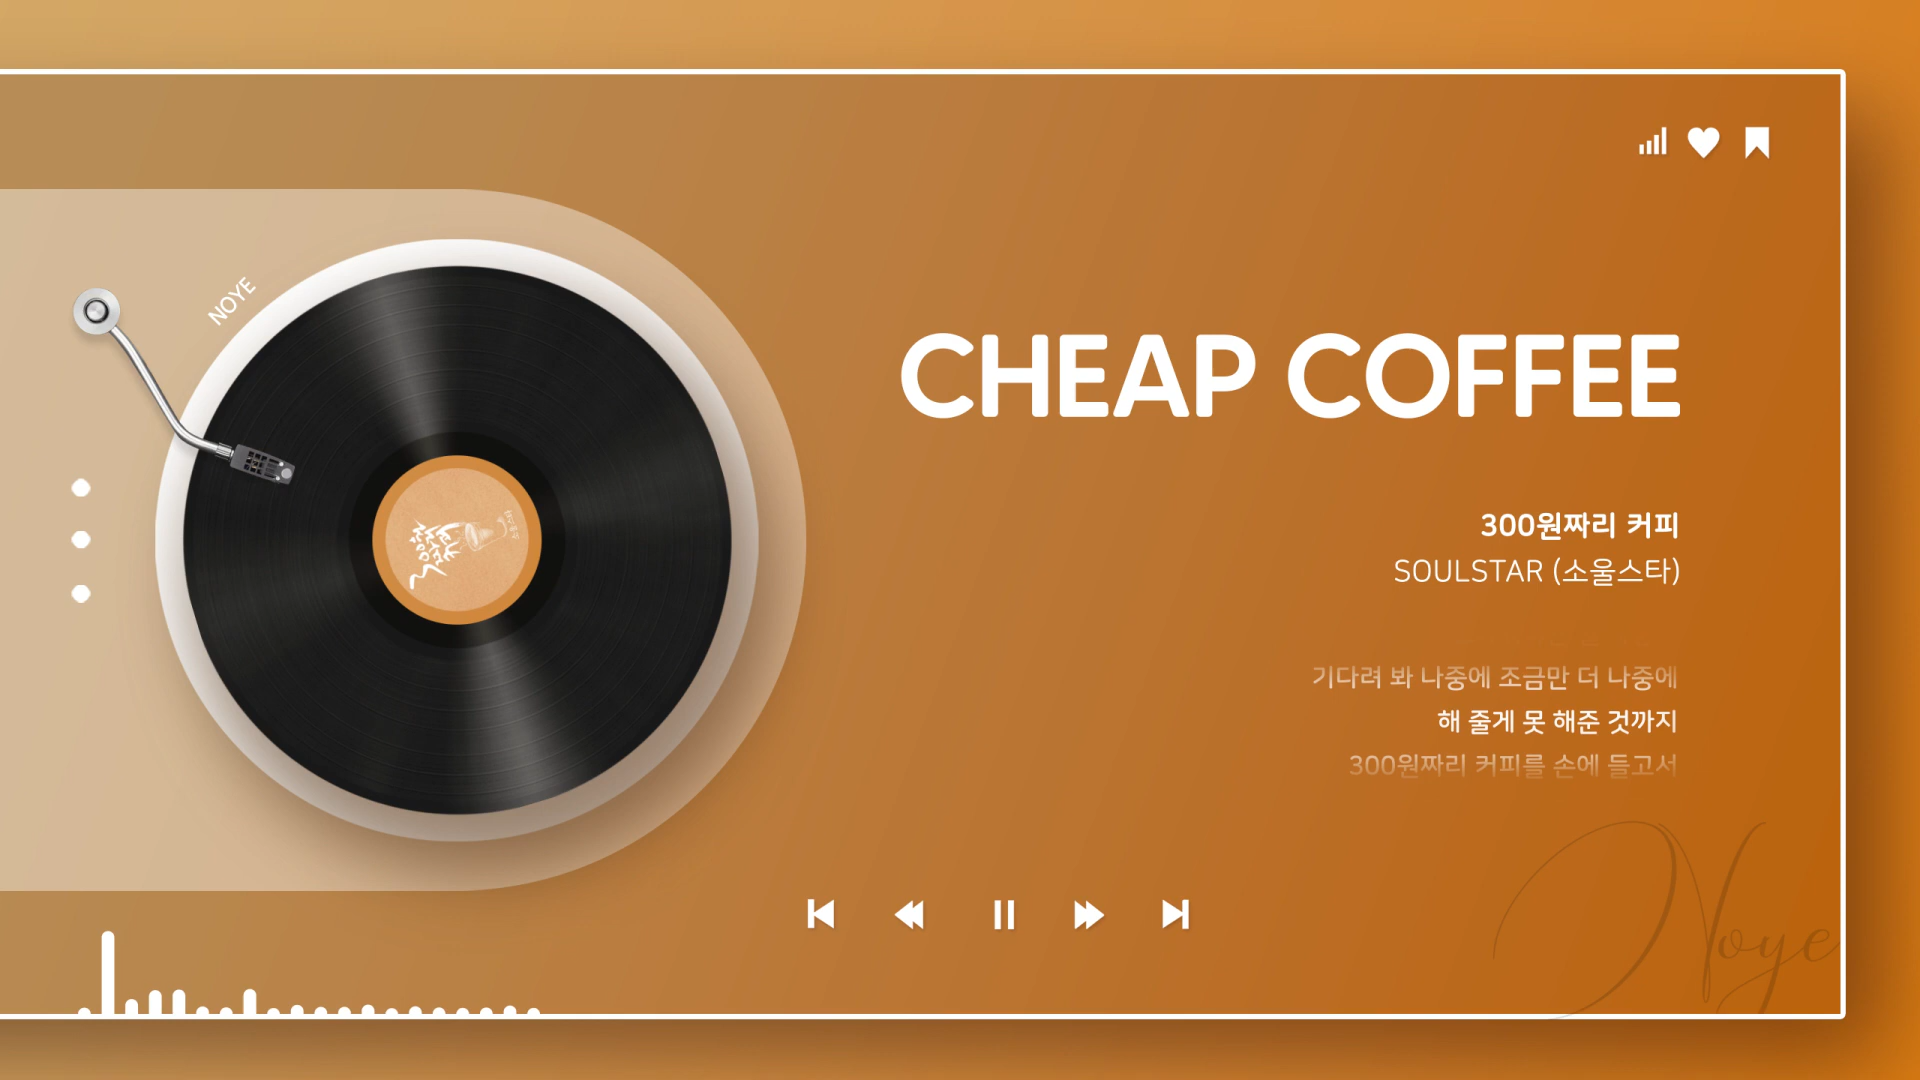 NOYE
CHEAP COFFEE
300원짜리 커피
SOULSTAR (소울스타)
기다려 봐 나중에 조금만 더 나중에
해 줄게 못 해준 것까지
300원짜리 커피를 손에 들고서
Noye